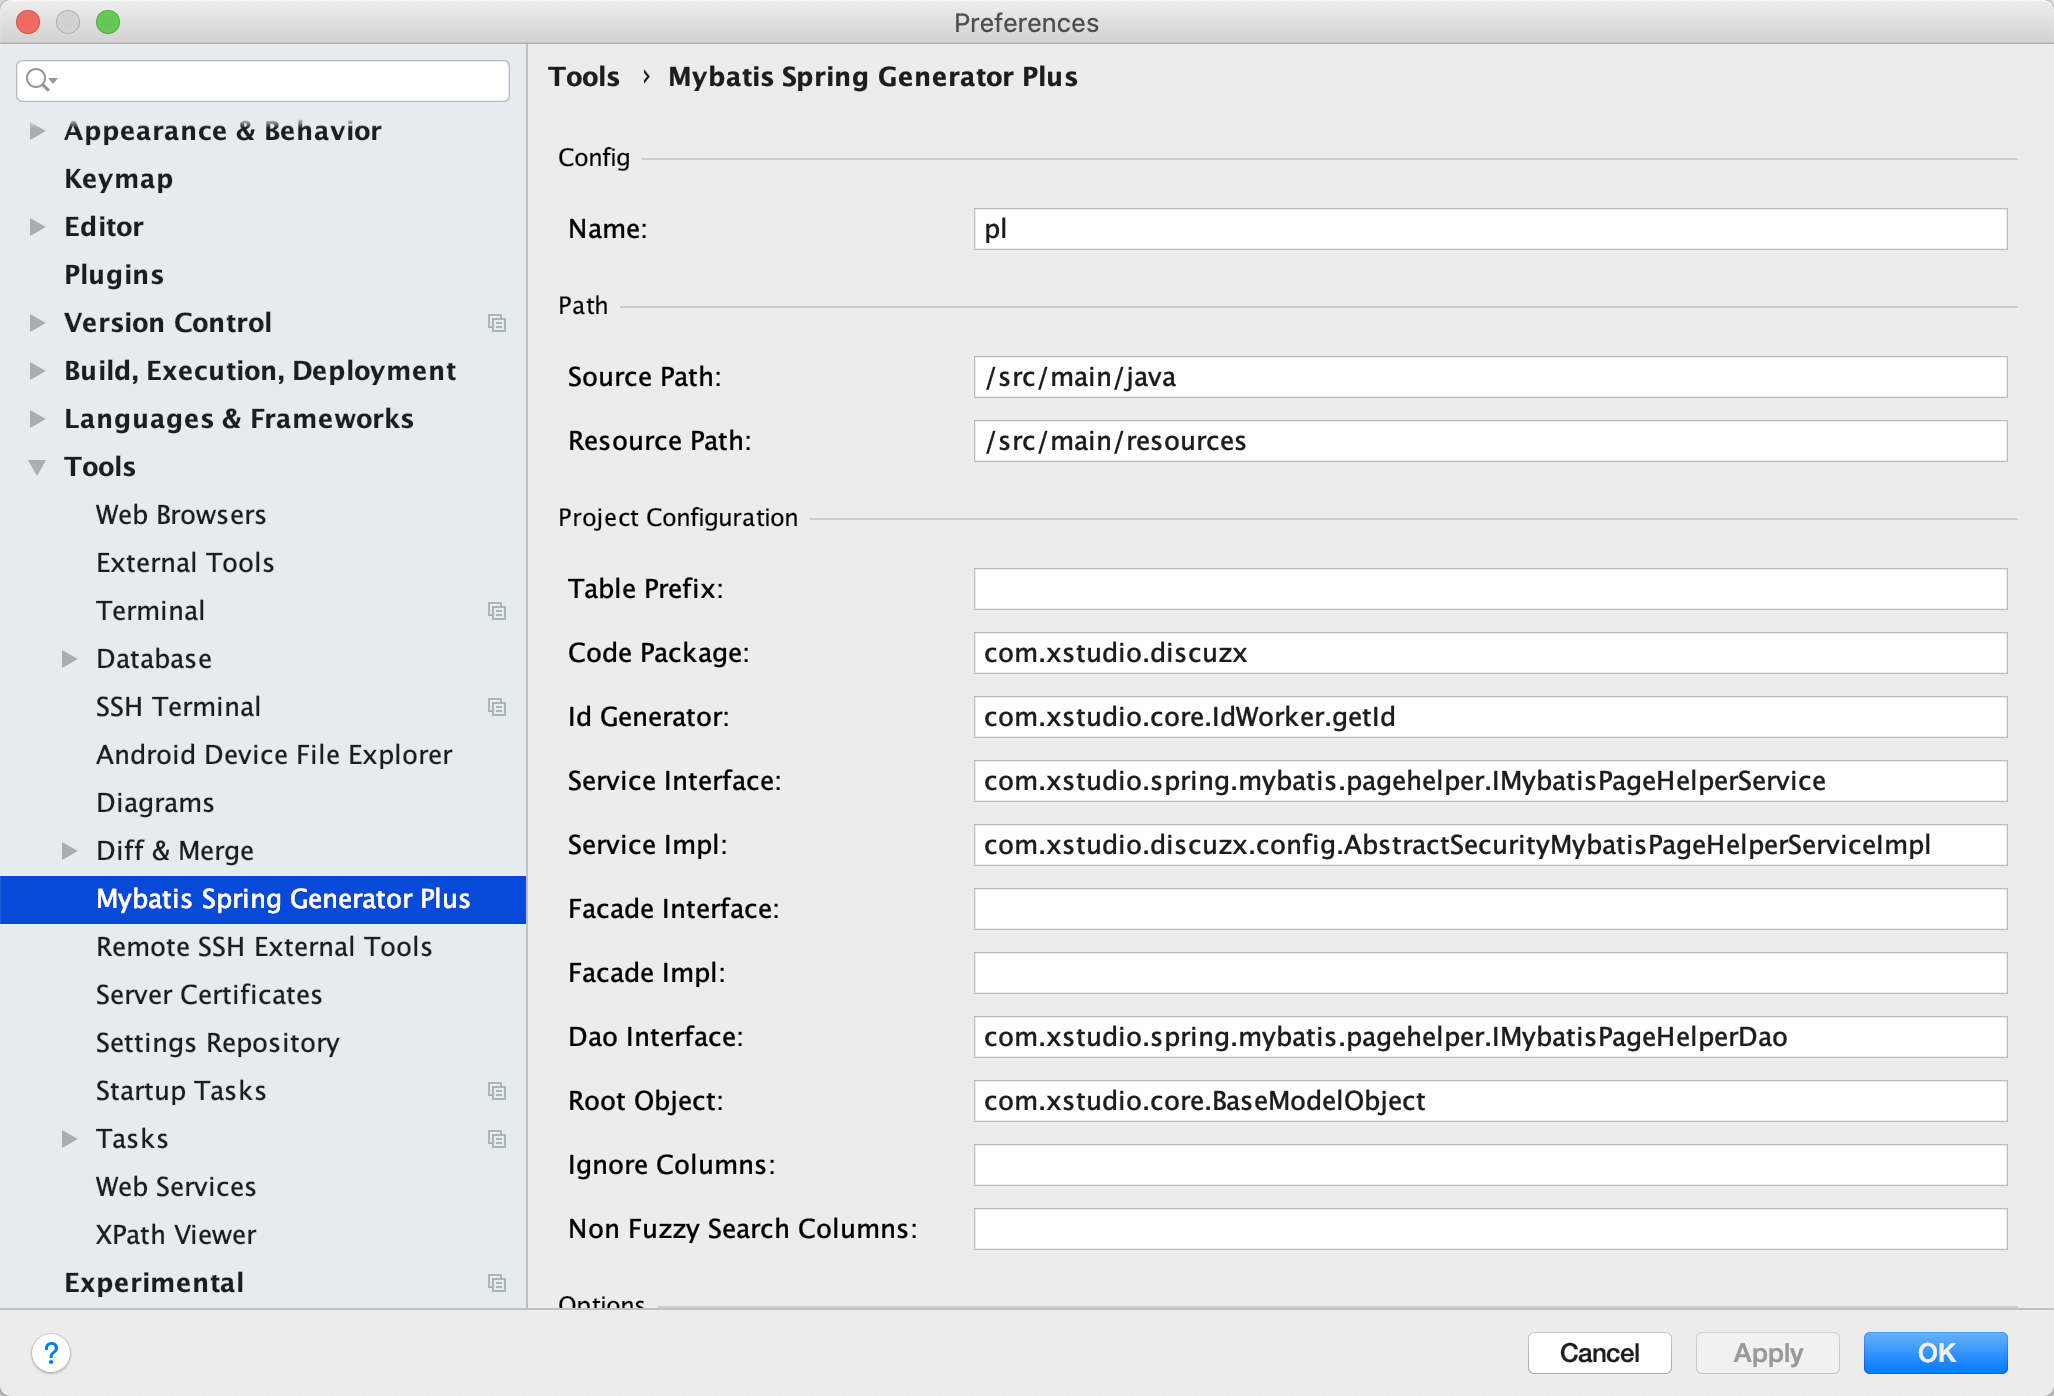 Preferences
Appearance & Behavior
Keymap
Editor
Plugins
Version Control
Build, Execution, Deployment
Languages & Frameworks
Tools
Web Browsers
External Tools
Terminal
Database
SSH Terminal
Android Device File Explorer
Diagrams
Diff & Merge
Mybatis Spring Generator Plus
Remote SSH External Tools
Server Certificates
Settings Repository
Startup Tasks
Tasks
Web Services
XPath Viewer
Experimental
Tools › Mybatis Spring Generator Plus
Config
Name: pl
Path
Source Path: /src/main/java
Resource Path: /src/main/resources
Project Configuration
Table Prefix:
Code Package: com.xstudio.discuzx
Id Generator: com.xstudio.core.IdWorker.getId
Service Interface: com.xstudio.spring.mybatis.pagehelper.IMybatisPageHelperService
Service Impl: com.xstudio.discuzx.config.AbstractSecurityMybatisPageHelperServiceImpl
Facade Interface:
Facade Impl:
Dao Interface: com.xstudio.spring.mybatis.pagehelper.IMybatisPageHelperDao
Root Object: com.xstudio.core.BaseModelObject
Ignore Columns:
Non Fuzzy Search Columns:
Options
?
Cancel Apply OK